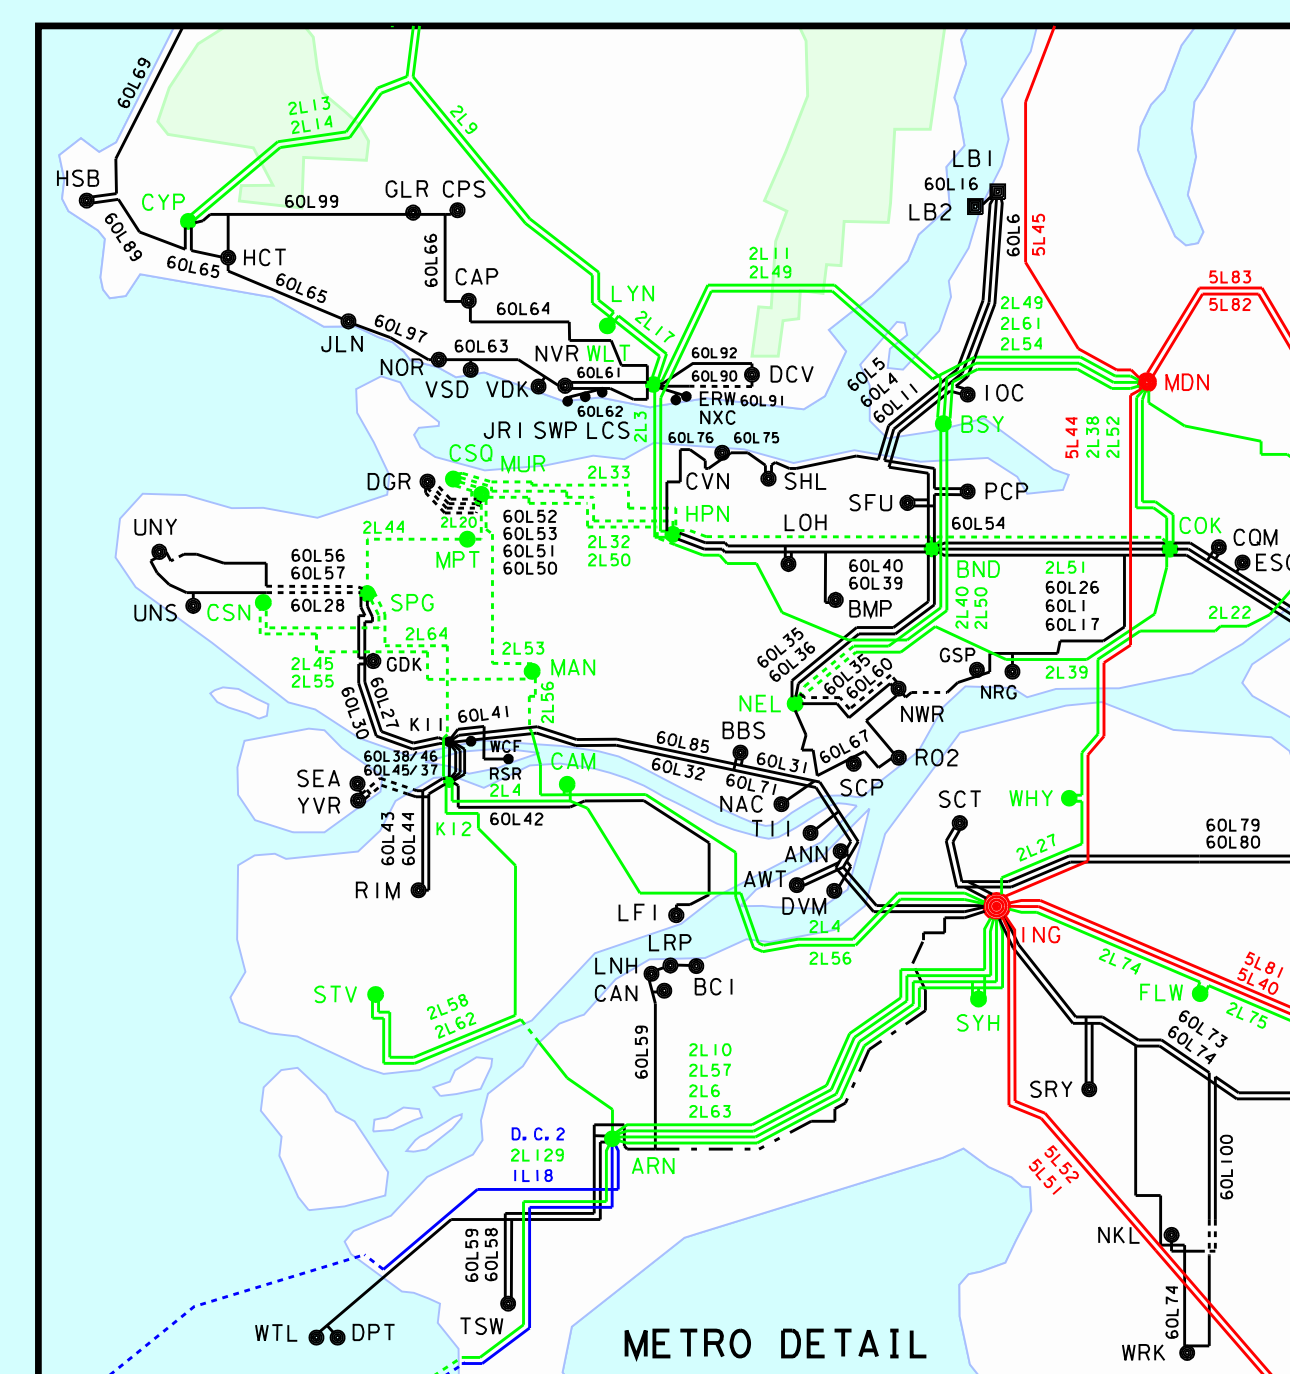 60L69
2L13
2L14
2L9
LB1
60L16
LB2
HSB
CYP
60L99
GLR CPS
60L6
5L45
60L89
60L65
HCT
60L66
2L11
2L49
5L83
5L82
CAP
60L65
60L64
LYN
2L17
2L49
2L61
2L54
60L97
JLN
60L63
NVR
WLT
60L92
NOR
VSD
VDK
60L61
60L90
DCV
60L5
60L4
60L11
IOC
MDN
60L62
ERW
60L91
NXC
JRI SWP LCS
2L3
BSY
5L44
2L38
2L52
60L76
60L75
CSQ
MUR
2L33
DGR
CVN
SHL
SFU
PCP
2L44
2L20
60L52
60L53
60L51
60L50
HPN
LOH
60L54
COK
CQM
UNY
MPT
2L32
2L50
60L56
60L57
60L28
BND
2L51
ESC
60L40
60L39
60L26
60L1
60L17
UNS
CSN
SPG
BMP
2L40
2L50
2L22
2L64
60L35
60L36
2L45
2L55
GDK
2L53
MAN
60L35
60L60
GSP
2L39
NRG
60L27
60L30
2L56
NEL
NWR
K11
60L41
BBS
60L85
60L32
60L31
60L67
RO2
60L38/46
60L45/37
WCF
RSR
CAM
SEA
YVR
2L4
60L71
NAC
SCP
SCT
WHY
K12
60L42
T11
60L43
60L44
ANN
2L27
60L79
60L80
RIM
AWT
DVM
LF1
2L4
2L56
ING
LRP
LNH
CAN
BC1
2L74
5L81
5L40
STV
2L58
2L62
FLW
2L75
SYH
60L59
2L10
2L57
2L6
2L63
60L73
60L74
SRY
D.C.2
2L129
1L18
ARN
5L52
5L51
60L100
60L59
60L58
NKL
WTL
DPT
TSW
METRO DETAIL
60L74
WRK